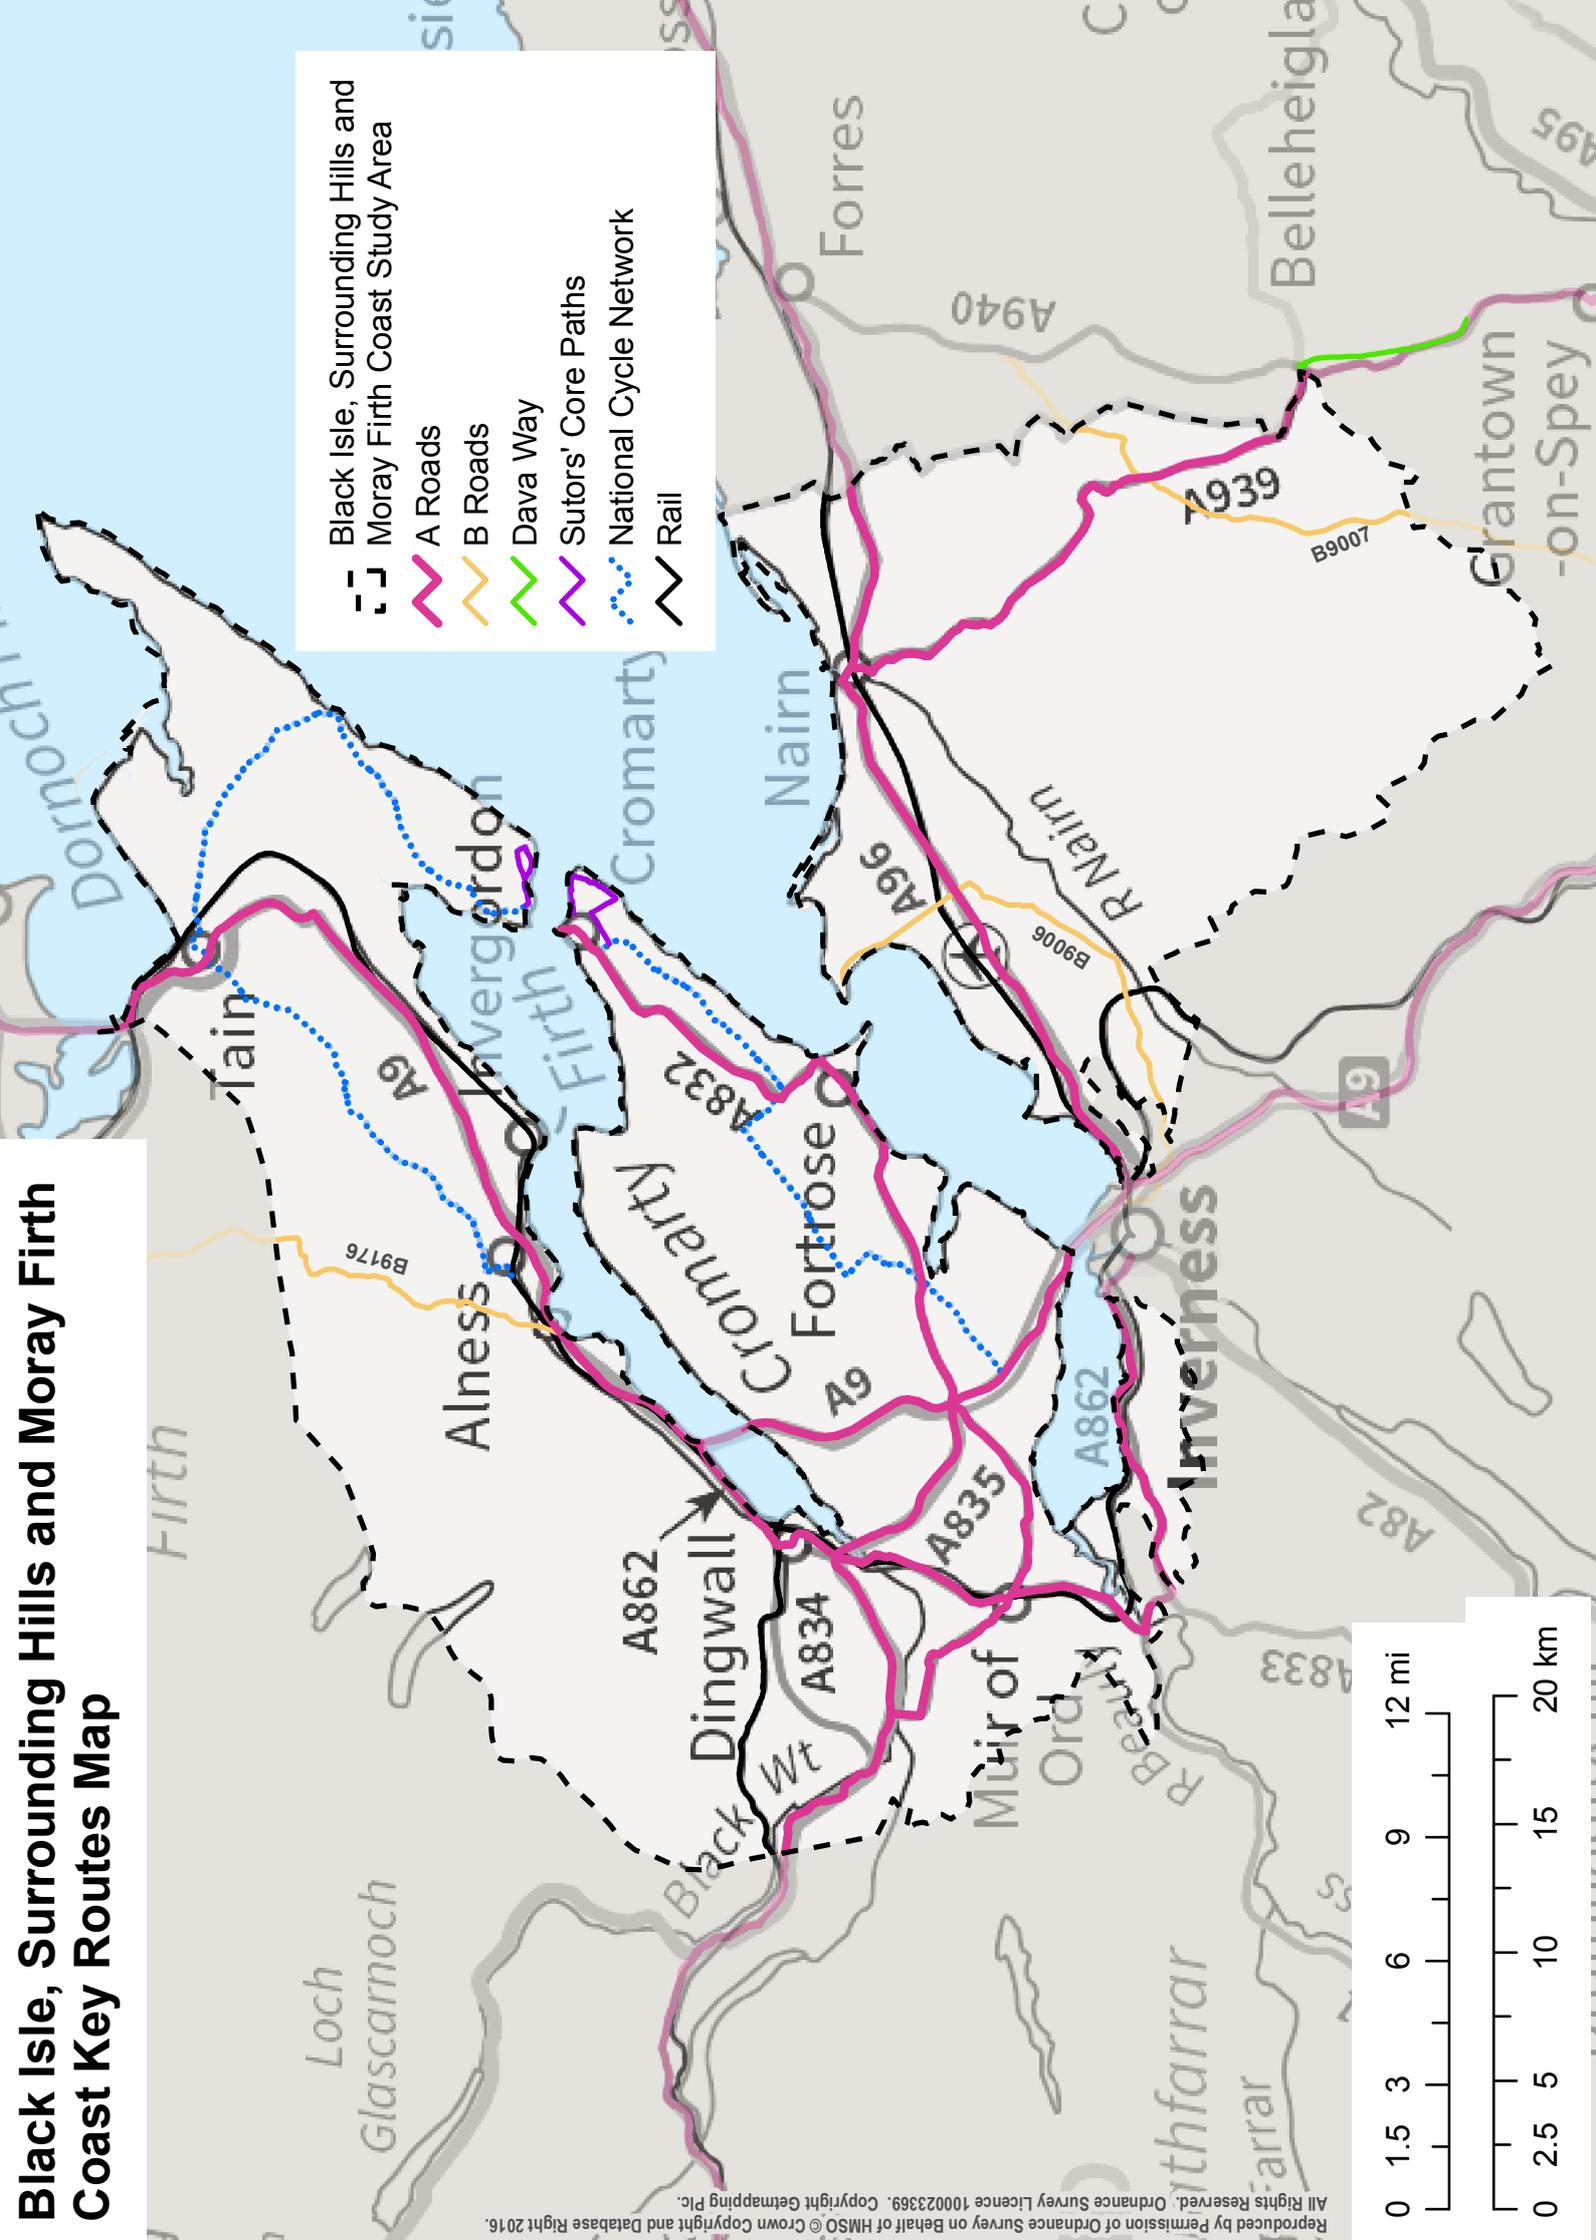 Black Isle, Surrounding Hills and Moray Firth
Coast Key Routes Map
Black Isle, Surrounding Hills and
Moray Firth Coast Study Area
A Roads
B Roads
Dava Way
Sutors' Core Paths
National Cycle Network
Rail
Firth
Loch
Glascarnoch
Dornoch
Tain
A9
B9176
Alness
Invergordon
Firth
Cromarty
Cromarty
A832
Fortrose
A9
A862
Dingwall
A834
A835
Black
Wt
Muir of
Ord
R Beauly
A862
Inverness
Nairn
A96
B9006
R Nairn
A939
B9007
Forres
A940
Belleheigla
A95
Grantown
-on-Spey
A9
A82
A833
athfarrar
Farrar
0 1.5 3 6 9 12 mi
0 2.5 5 10 15 20 km
Reproduced by Permission of Ordnance Survey on Behalf of HMSO © Crown Copyright and Database Right 2016.
All Rights Reserved. Ordnance Survey Licence 100023369. Copyright Getmapping Plc.